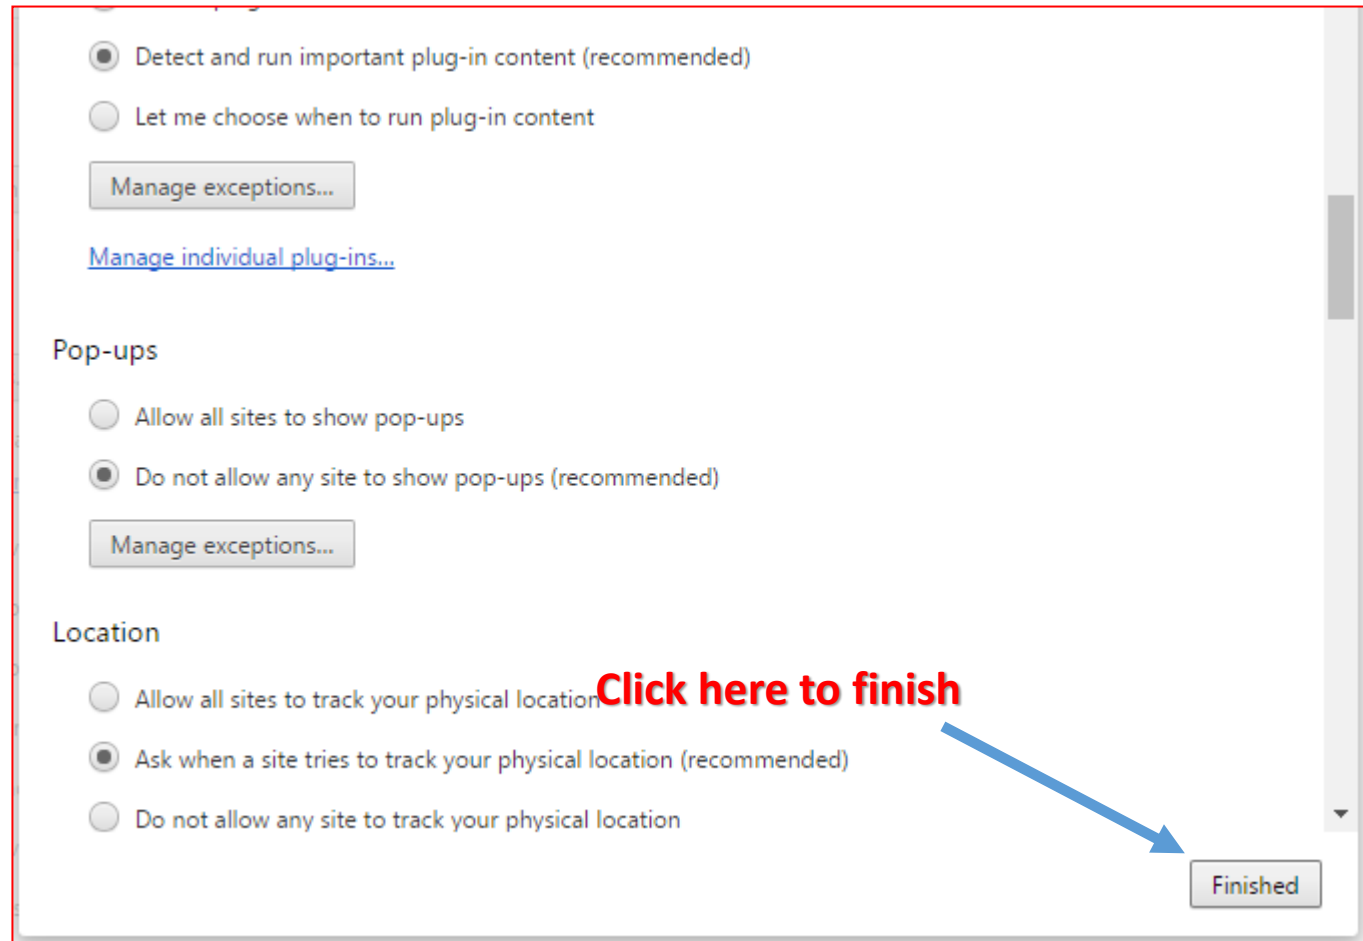 Detect and run important plug-in content (recommended)
Let me choose when to run plug-in content
Manage exceptions...
Manage individual plug-ins...
Pop-ups
Allow all sites to show pop-ups
Do not allow any site to show pop-ups (recommended)
Manage exceptions...
Location
Allow all sites to track your physical location
Click here to finish
Ask when a site tries to track your physical location (recommended)
Do not allow any site to track your physical location
Finished